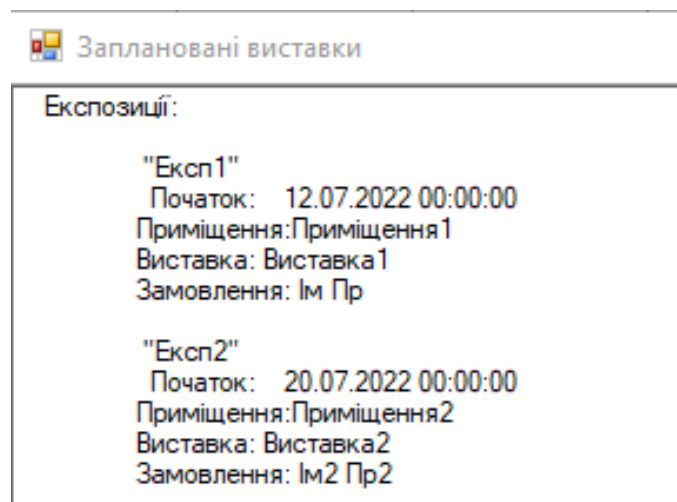 Заплановані виставки
Експозиції:
"Експ1"
Початок: 12.07.2022 00:00:00
Приміщення:Приміщення1
Виставка: Виставка1
Замовлення: Ім Пр
"Експ2"
Початок: 20.07.2022 00:00:00
Приміщення:Приміщення2
Виставка: Виставка2
Замовлення: Ім2 Пр2